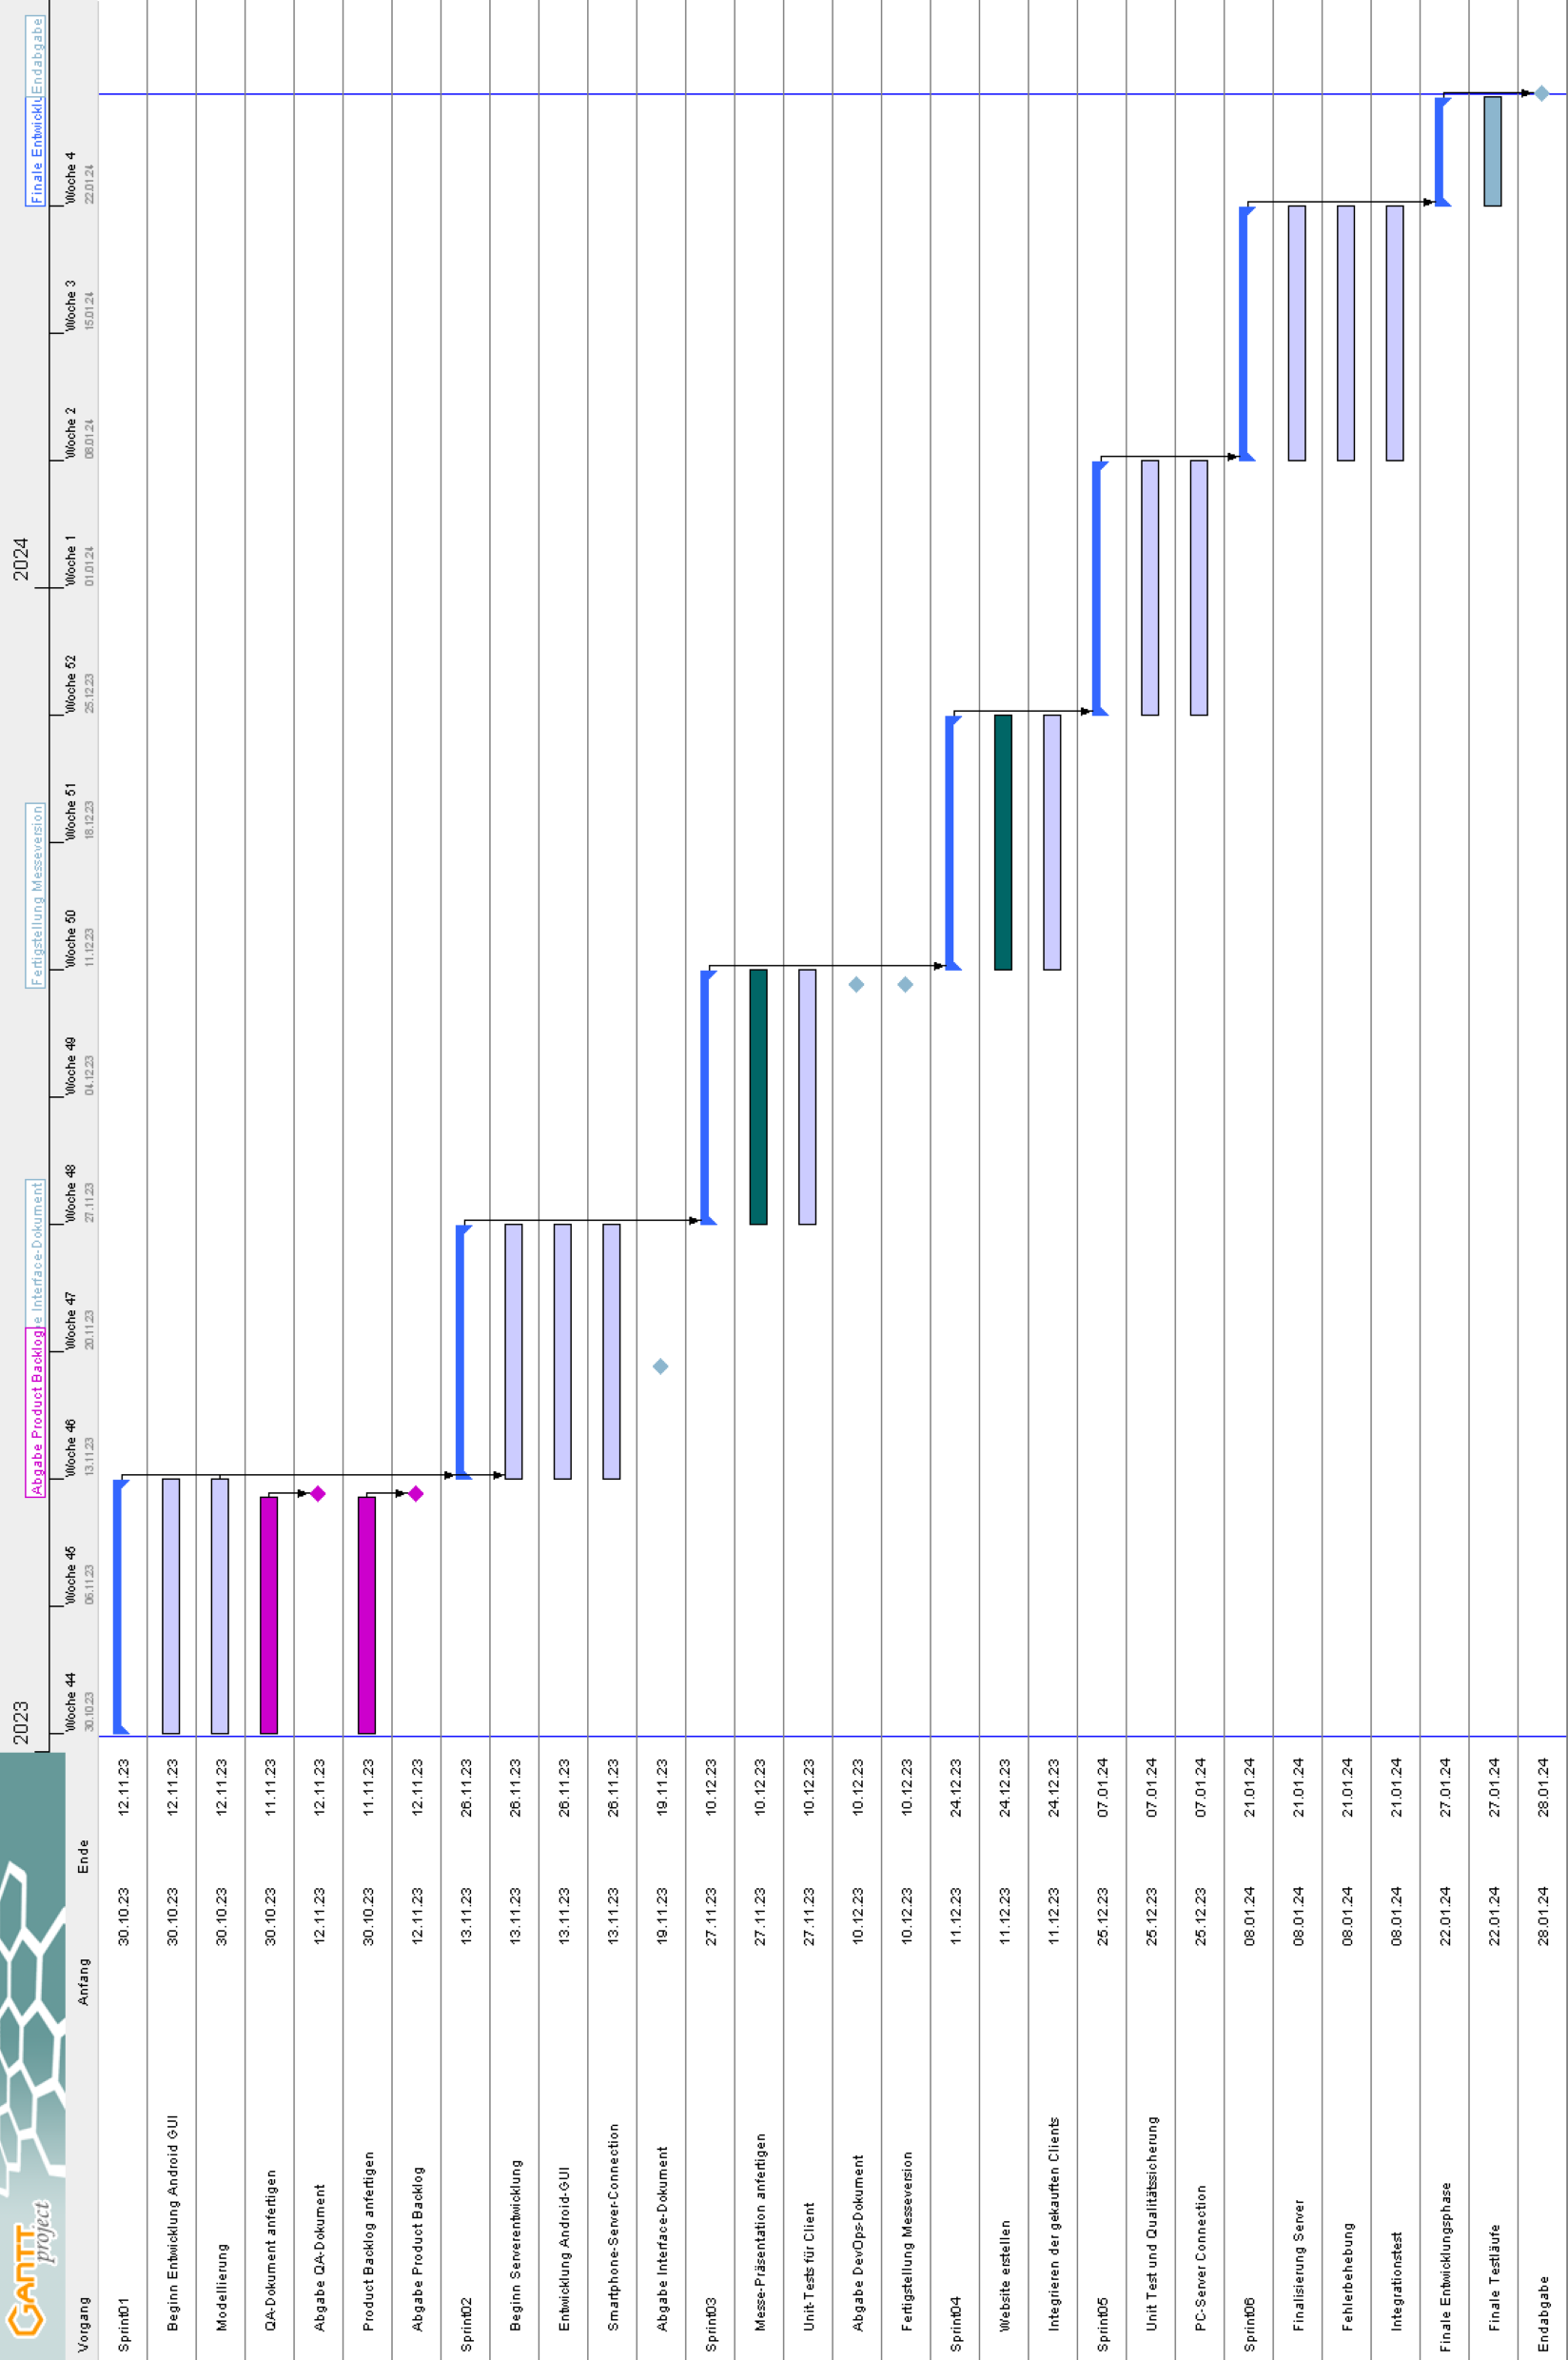 GANTT
project
2023
2024
Abgabe Product Backlog
e Interface-Dokument
Fertigstellung Messeversion
Finale Entwicklu
Endabgabe
Vorgang Anfang Ende
Woche 44 Woche 45 Woche 46 Woche 47 Woche 48 Woche 49 Woche 50 Woche 51 Woche 52 Woche 1 Woche 2 Woche 3 Woche 4
30.10.23 06.11.23 13.11.23 20.11.23 27.11.23 04.12.23 11.12.23 18.12.23 25.12.23 01.01.24 08.01.24 15.01.24 22.01.24
Sprint01 30.10.23 12.11.23
Beginn Entwicklung Android GUI 30.10.23 12.11.23
Modellierung 30.10.23 12.11.23
QA-Dokument anfertigen 30.10.23 11.11.23
Abgabe QA-Dokument 12.11.23 12.11.23
Product Backlog anfertigen 30.10.23 11.11.23
Abgabe Product Backlog 12.11.23 12.11.23
Sprint02 13.11.23 26.11.23
Beginn Serverentwicklung 13.11.23 26.11.23
Entwicklung Android-GUI 13.11.23 26.11.23
Smartphone-Server-Connection 13.11.23 26.11.23
Abgabe Interface-Dokument 19.11.23 19.11.23
Sprint03 27.11.23 10.12.23
Messe-Präsentation anfertigen 27.11.23 10.12.23
Unit-Tests für Client 27.11.23 10.12.23
Abgabe DevOps-Dokument 10.12.23 10.12.23
Fertigstellung Messeversion 10.12.23 10.12.23
Sprint04 11.12.23 24.12.23
Website erstellen 11.12.23 24.12.23
Integrieren der gekauften Clients 11.12.23 24.12.23
Sprint05 25.12.23 07.01.24
Unit Test und Qualitätssicherung 25.12.23 07.01.24
PC-Server Connection 25.12.23 07.01.24
Sprint06 08.01.24 21.01.24
Finalisierung Server 08.01.24 21.01.24
Fehlerbehebung 08.01.24 21.01.24
Integrationstest 08.01.24 21.01.24
Finale Entwicklungsphase 22.01.24 27.01.24
Finale Testläufe 22.01.24 27.01.24
Endabgabe 28.01.24 28.01.24